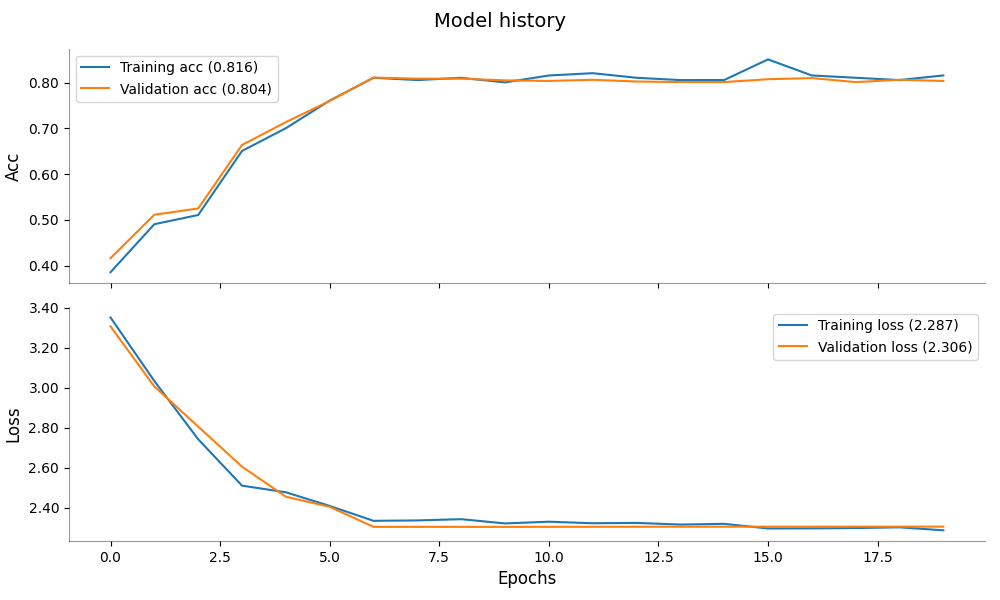 Model history
Training acc (0.816)
Validation acc (0.804)
Acc
0.80
0.70
0.60
0.50
0.40
Training loss (2.287)
Validation loss (2.306)
Loss
3.40
3.20
3.00
2.80
2.60
2.40
0.0 2.5 5.0 7.5 10.0 12.5 15.0 17.5
Epochs